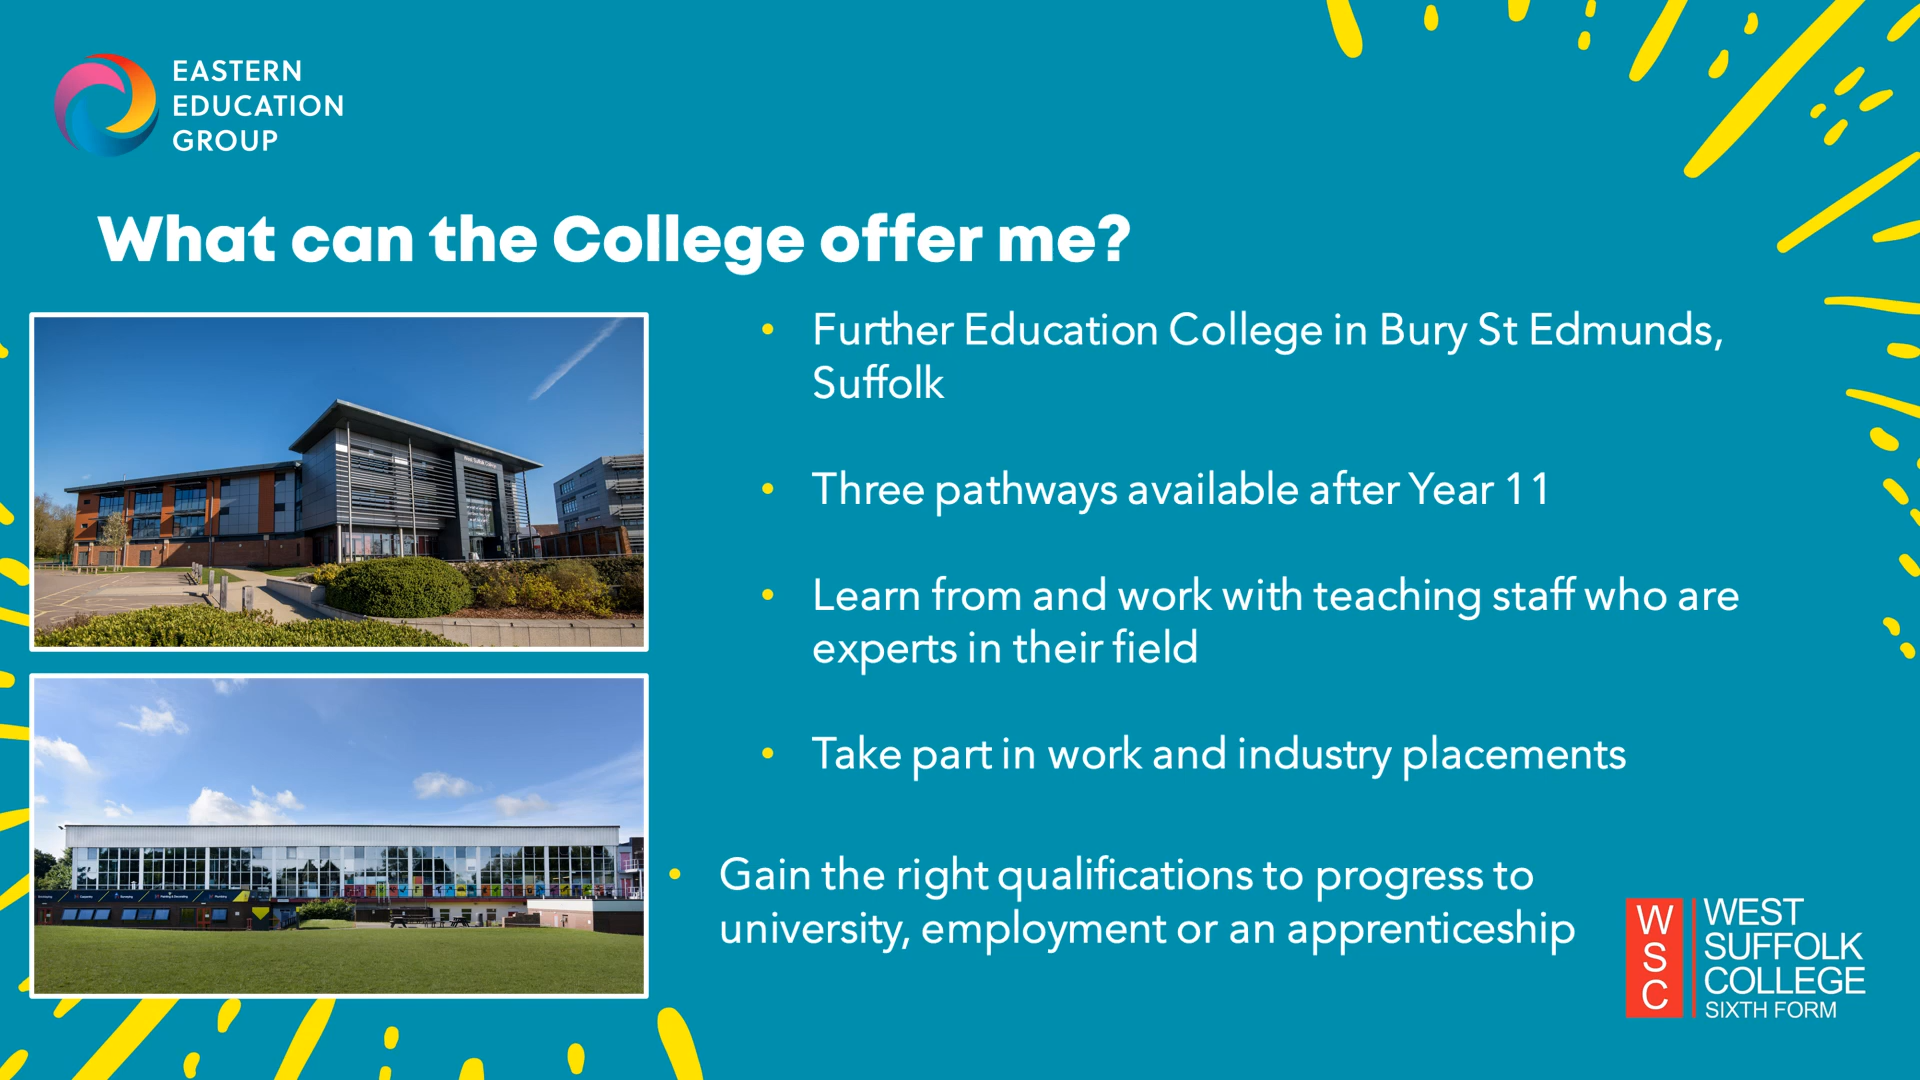 EASTERN
EDUCATION
GROUP
What can the College offer me?
• Further Education College in Bury St Edmunds,
Suffolk
• Three pathways available after Year 11
• Learn from and work with teaching staff who are
experts in their field
• Take part in work and industry placements
• Gain the right qualifications to progress to
university, employment or an apprenticeship
West Suffolk College
W
S
C
WEST
SUFFOLK
COLLEGE
SIXTH FORM